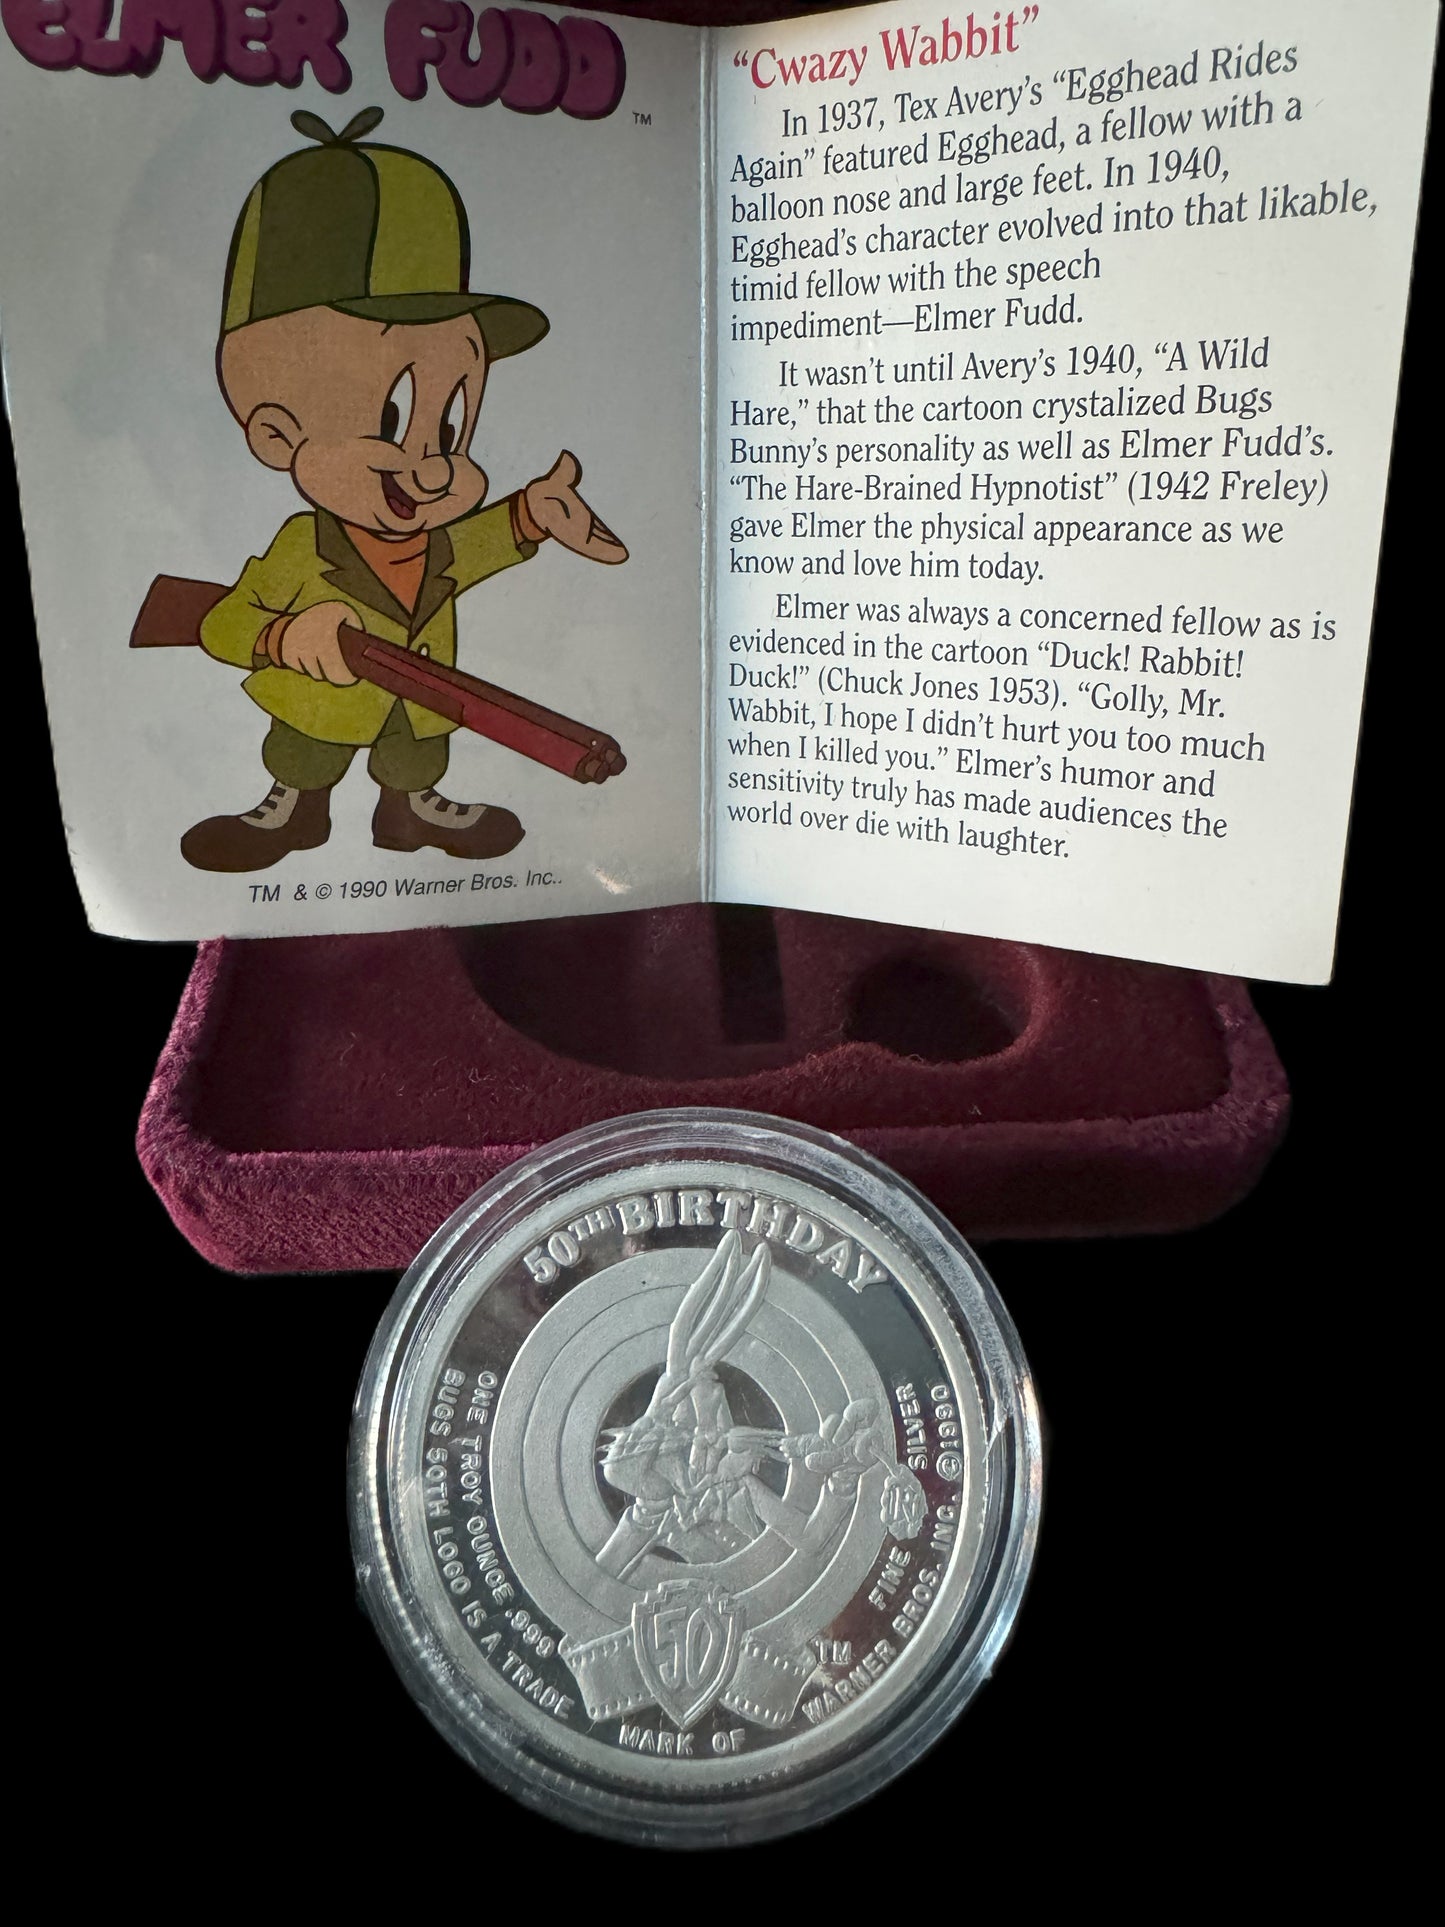 ELMER FUDD
TM
TM & © 1990 Warner Bros. Inc..
“Cwazy Wabbit”
In 1937, Tex Avery’s “Egghead Rides
Again” featured Egghead, a fellow with a
balloon nose and large feet. In 1940,
Egghead’s character evolved into that likable,
timid fellow with the speech
impediment—Elmer Fudd.
It wasn’t until Avery’s 1940, “A Wild
Hare,” that the cartoon crystalized Bugs
Bunny’s personality as well as Elmer Fudd’s.
“The Hare-Brained Hypnotist” (1942 Freley)
gave Elmer the physical appearance as we
know and love him today.
Elmer was always a concerned fellow as is
evidenced in the cartoon “Duck! Rabbit!
Duck!” (Chuck Jones 1953). “Golly, Mr.
Wabbit, I hope I didn’t hurt you too much
when I killed you.” Elmer’s humor and
sensitivity truly has made audiences the
world over die with laughter.
50TH BIRTHDAY
ONE TROY OUNCE .999 FINE SILVER
BUGS 50TH LOGO IS A TRADE MARK OF WARNER BROS. INC. ©1990
50
TM